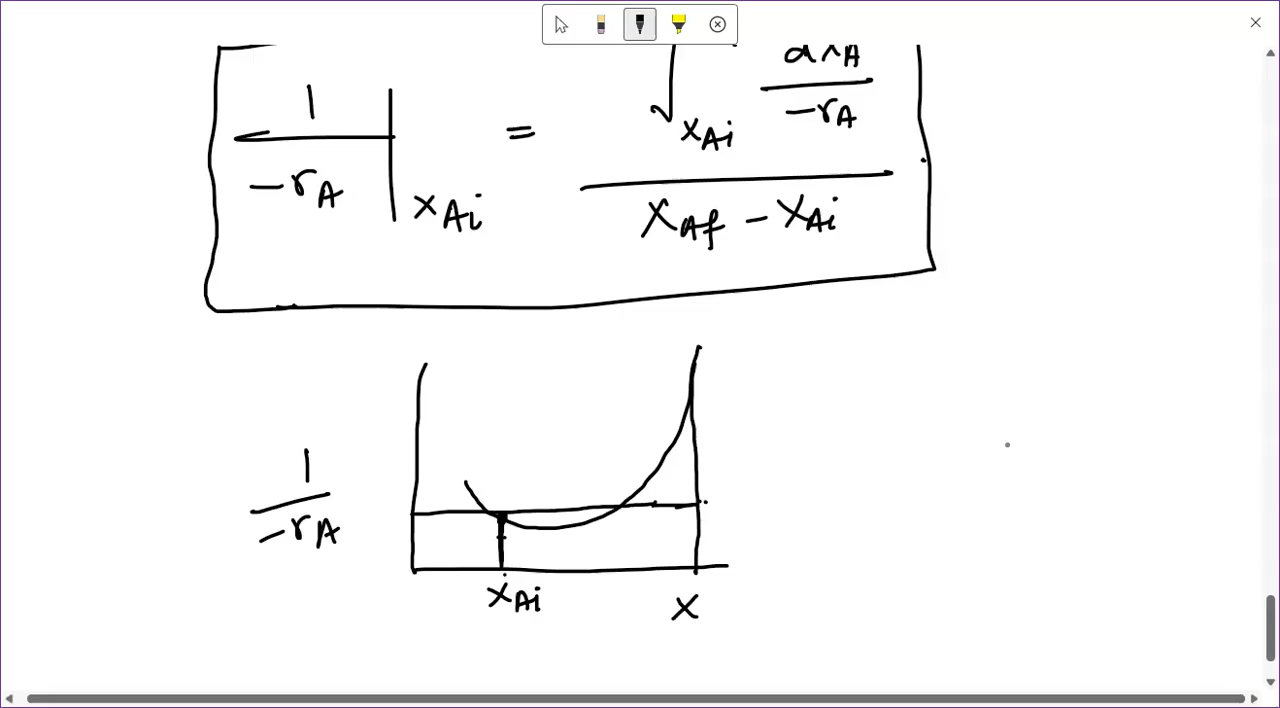 1 / -rA | xAi = ∫xAi dxA / -rA
xAf - xAi
1 / -rA
xAi
x